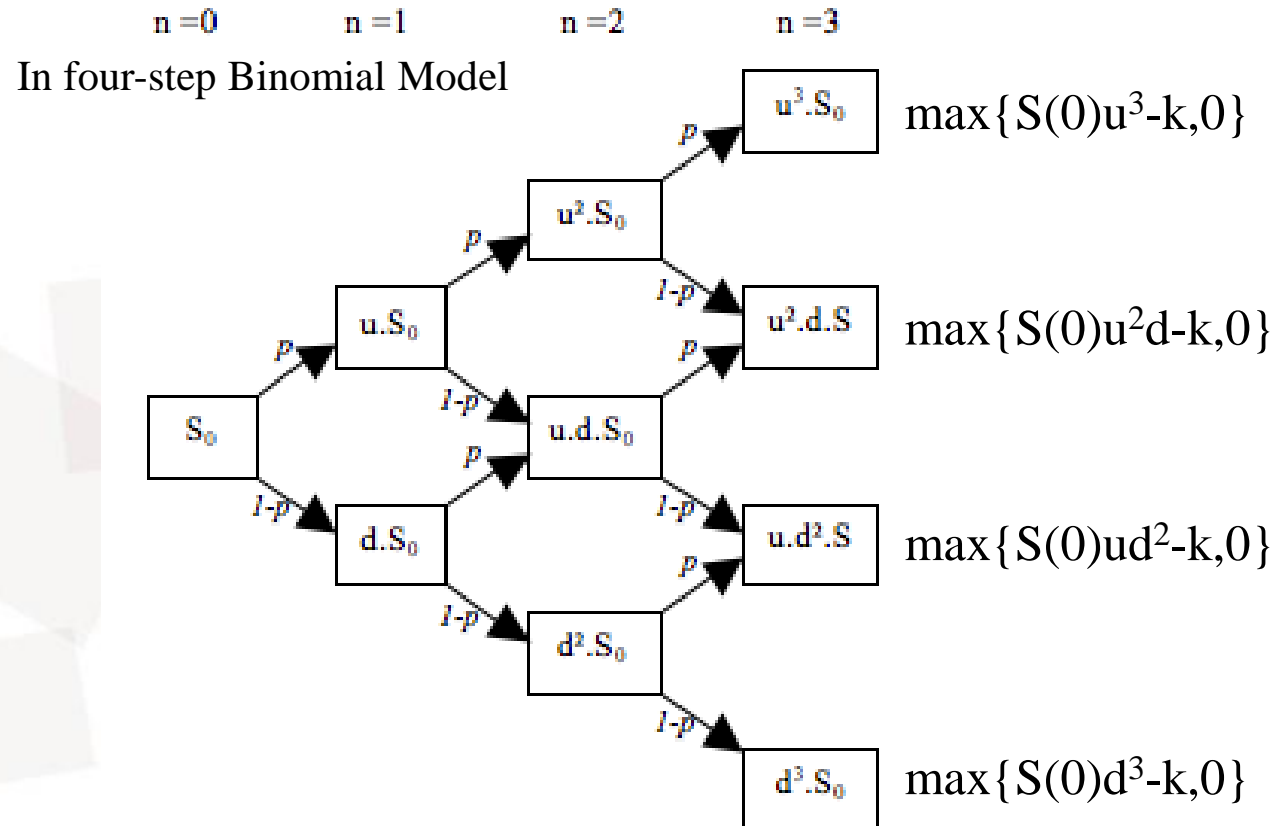 n =0 n =1 n =2 n =3
In four-step Binomial Model
u³.S₀ max{S(0)u³-k,0}
p
u².S₀
p
1-p
u.S₀ u².d.S max{S(0)u²d-k,0}
p p
1-p
S₀ u.d.S₀
p
1-p 1-p
d.S₀ u.d².S max{S(0)ud²-k,0}
p
1-p
d².S₀
1-p
d³.S₀ max{S(0)d³-k,0}